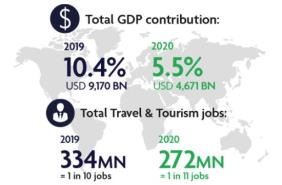 $ Total GDP contribution:
2019 2020
10.4% 5.5%
USD 9,170 BN USD 4,671 BN
Total Travel & Tourism jobs:
2019 2020
334MN 272MN
= 1 in 10 jobs = 1 in 11 jobs